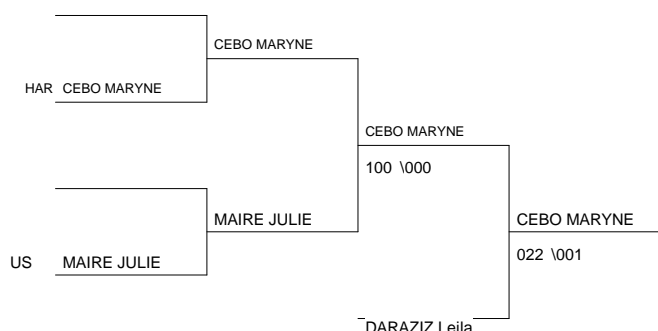 CEBO MARYNE
HAR CEBO MARYNE
CEBO MARYNE
100 \000
MAIRE JULIE
CEBO MARYNE
US MAIRE JULIE
022 \001
DARAZIZ Leila